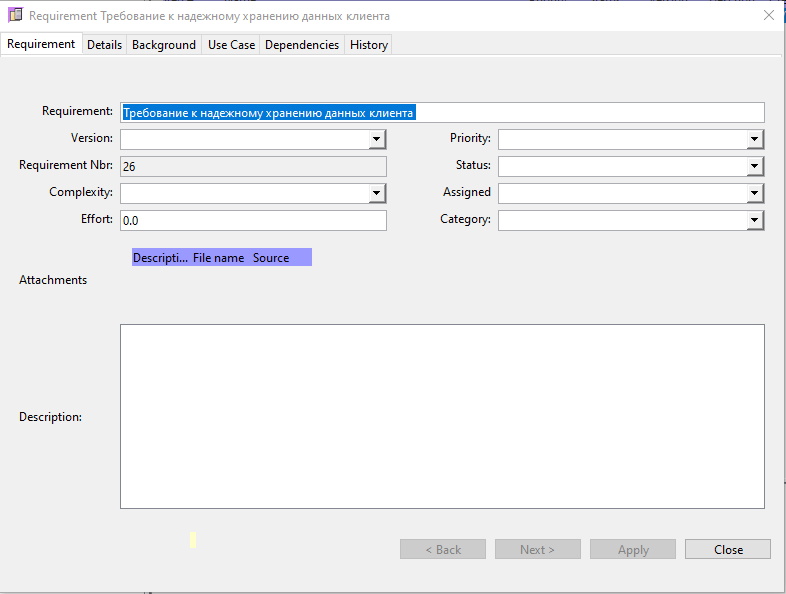 Requirement Требование к надежному хранению данных клиента
Requirement Details Background Use Case Dependencies History
Requirement: Требование к надежному хранению данных клиента
Version: Priority:
Requirement Nbr: 26 Status:
Complexity: Assigned
Effort: 0.0 Category:
Descripti... File name Source
Attachments
Description:
< Back Next > Apply Close